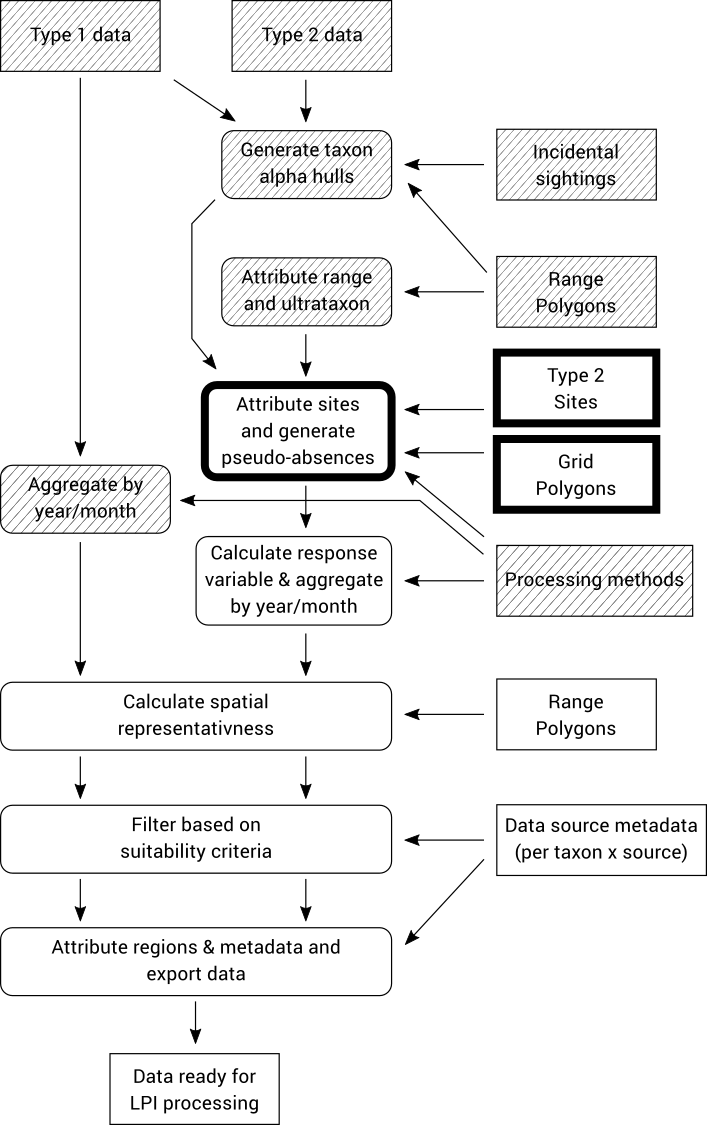 Type 1 data
Type 2 data
Generate taxon
alpha hulls
Incidental
sightings
Attribute range
and ultrataxon
Range
Polygons
Type 2
Sites
Attribute sites
and generate
pseudo-absences
Grid
Polygons
Aggregate by
year/month
Calculate response
variable & aggregate
by year/month
Processing methods
Calculate spatial
representativness
Range
Polygons
Filter based on
suitability criteria
Data source metadata
(per taxon x source)
Attribute regions & metadata and
export data
Data ready for
LPI processing